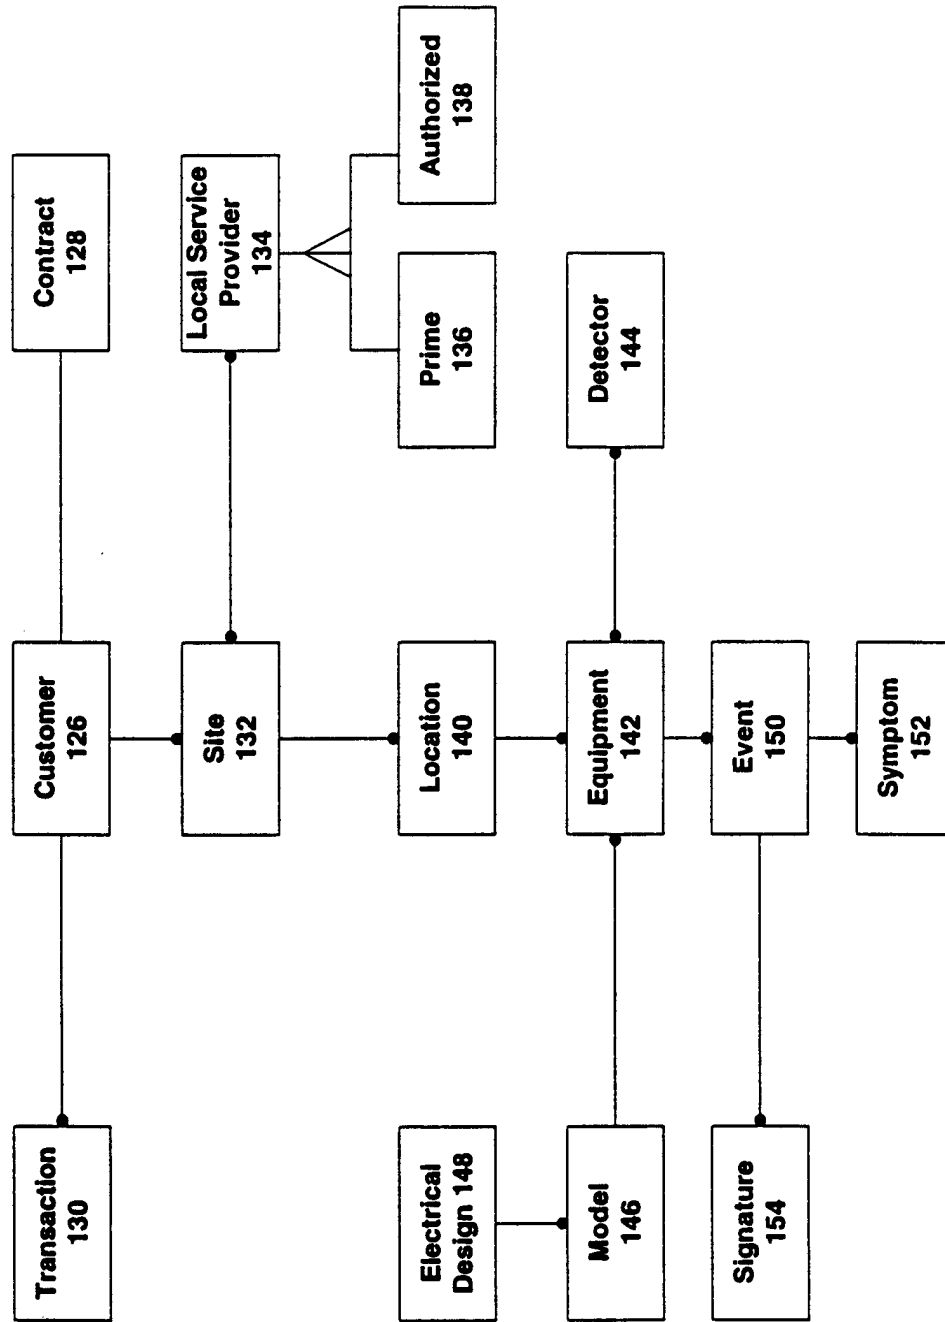 Transaction
130
Customer
126
Contract
128
Site
132
Local Service
Provider
134
Electrical
Design 148
Location
140
Prime
136
Authorized
138
Model
146
Equipment
142
Detector
144
Signature
154
Event
150
Symptom
152